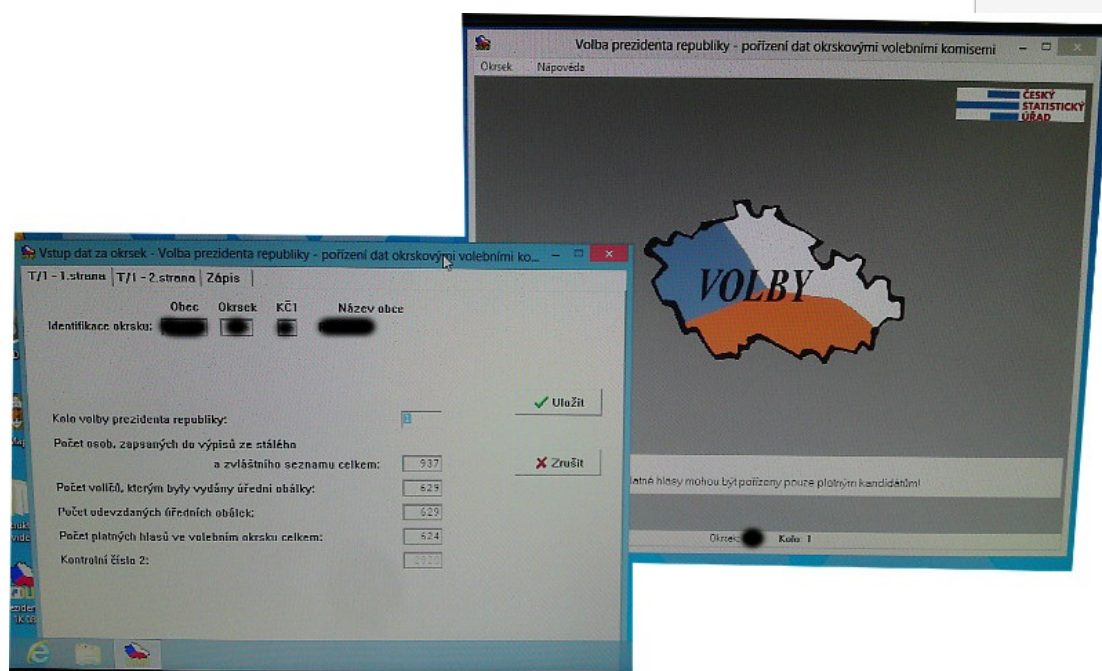 Volba prezidenta republiky - pořízení dat okrskovými volebními komisemi
Okrsek Nápověda
ČESKÝ
STATISTICKÝ
ÚŘAD
VOLBY
latné hlasy mohou být pořízeny pouze platným kandidátům!
Okrsek: Kolo: 1
Vstup dat za okrsek - Volba prezidenta republiky - pořízení dat okrskovými volebními ko...
T/1 - 1.strana T/1 - 2.strana Zápis
Obec Okrsek KČ1 Název obce
Identifikace okrsku:
Kolo volby prezidenta republiky: 1
Uložit
Počet osob, zapsaných do výpisů ze stálého
a zvláštního seznamu celkem: 937
Zrušit
Počet voličů, kterým byly vydány úřední obálky: 629
Počet odevzdaných úředních obálek: 629
Počet platných hlasů ve volebním okrsku celkem: 624
Kontrolní číslo 2: